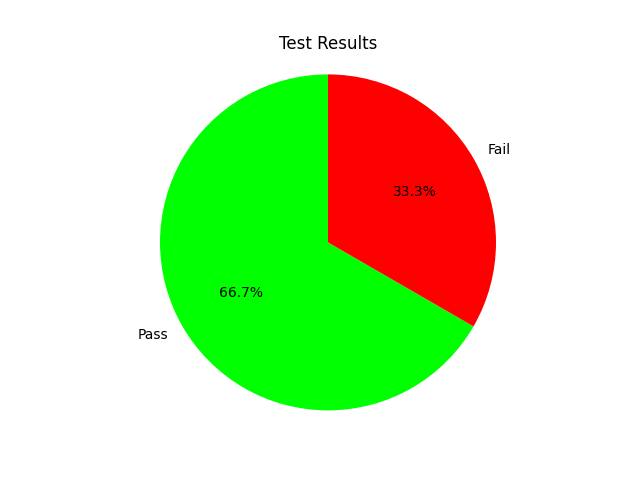 Test Results
Fail
33.3%
66.7%
Pass